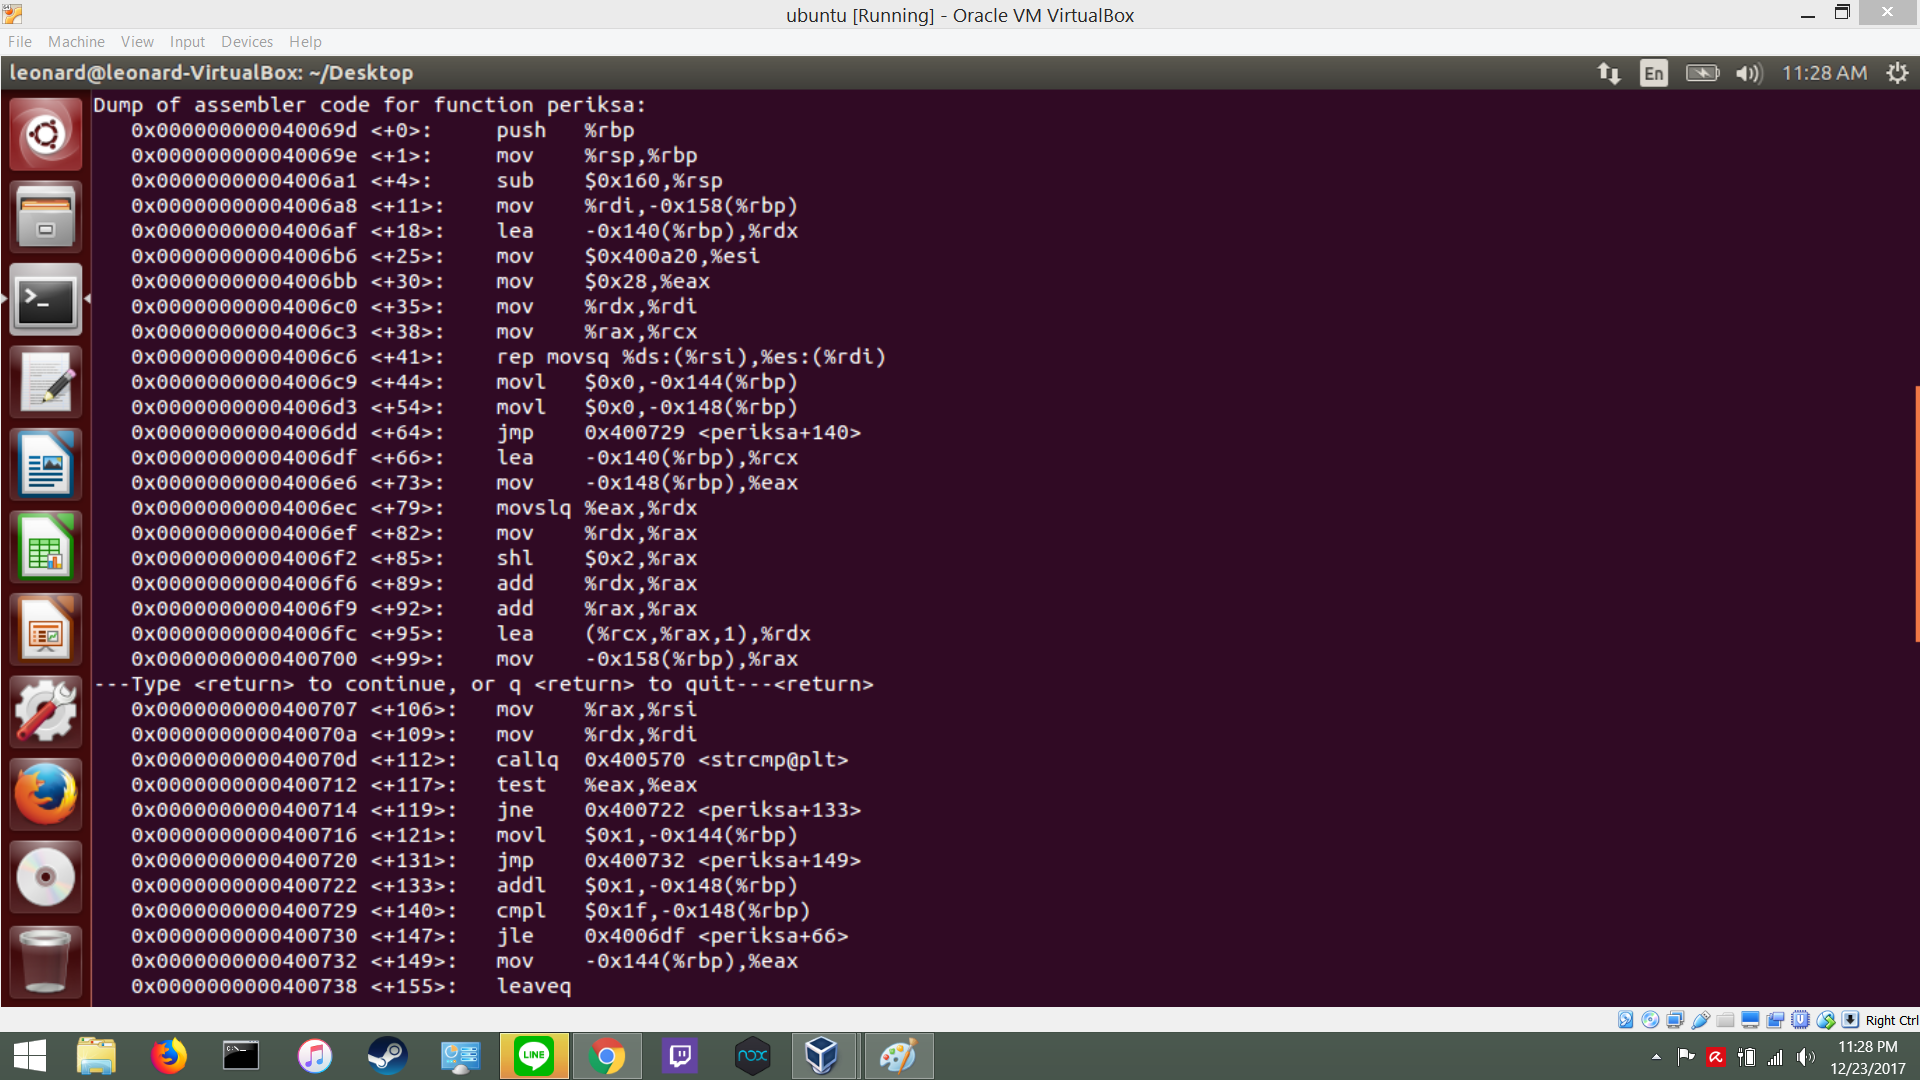 ubuntu [Running] - Oracle VM VirtualBox
File Machine View Input Devices Help
leonard@leonard-VirtualBox: ~/Desktop En 11:28 AM
Dump of assembler code for function periksa:
0x000000000040069d <+0>: push %rbp
0x000000000040069e <+1>: mov %rsp,%rbp
0x00000000004006a1 <+4>: sub $0x160,%rsp
0x00000000004006a8 <+11>: mov %rdi,-0x158(%rbp)
0x00000000004006af <+18>: lea -0x140(%rbp),%rdx
0x00000000004006b6 <+25>: mov $0x400a20,%esi
0x00000000004006bb <+30>: mov $0x28,%eax
0x00000000004006c0 <+35>: mov %rdx,%rdi
0x00000000004006c3 <+38>: mov %rax,%rcx
0x00000000004006c6 <+41>: rep movsq %ds:(%rsi),%es:(%rdi)
0x00000000004006c9 <+44>: movl $0x0,-0x144(%rbp)
0x00000000004006d3 <+54>: movl $0x0,-0x148(%rbp)
0x00000000004006dd <+64>: jmp 0x400729 <periksa+140>
0x00000000004006df <+66>: lea -0x140(%rbp),%rcx
0x00000000004006e6 <+73>: mov -0x148(%rbp),%eax
0x00000000004006ec <+79>: movslq %eax,%rdx
0x00000000004006ef <+82>: mov %rdx,%rax
0x00000000004006f2 <+85>: shl $0x2,%rax
0x00000000004006f6 <+89>: add %rdx,%rax
0x00000000004006f9 <+92>: add %rax,%rax
0x00000000004006fc <+95>: lea (%rcx,%rax,1),%rdx
0x0000000000400700 <+99>: mov -0x158(%rbp),%rax
---Type <return> to continue, or q <return> to quit---<return>
0x0000000000400707 <+106>: mov %rax,%rsi
0x000000000040070a <+109>: mov %rdx,%rdi
0x000000000040070d <+112>: callq 0x400570 <strcmp@plt>
0x0000000000400712 <+117>: test %eax,%eax
0x0000000000400714 <+119>: jne 0x400722 <periksa+133>
0x0000000000400716 <+121>: movl $0x1,-0x144(%rbp)
0x0000000000400720 <+131>: jmp 0x400732 <periksa+149>
0x0000000000400722 <+133>: addl $0x1,-0x148(%rbp)
0x0000000000400729 <+140>: cmpl $0x1f,-0x148(%rbp)
0x0000000000400730 <+147>: jle 0x4006df <periksa+66>
0x0000000000400732 <+149>: mov -0x144(%rbp),%eax
0x0000000000400738 <+155>: leaveq
Right Ctrl
LINE
nox
11:28 PM
12/23/2017